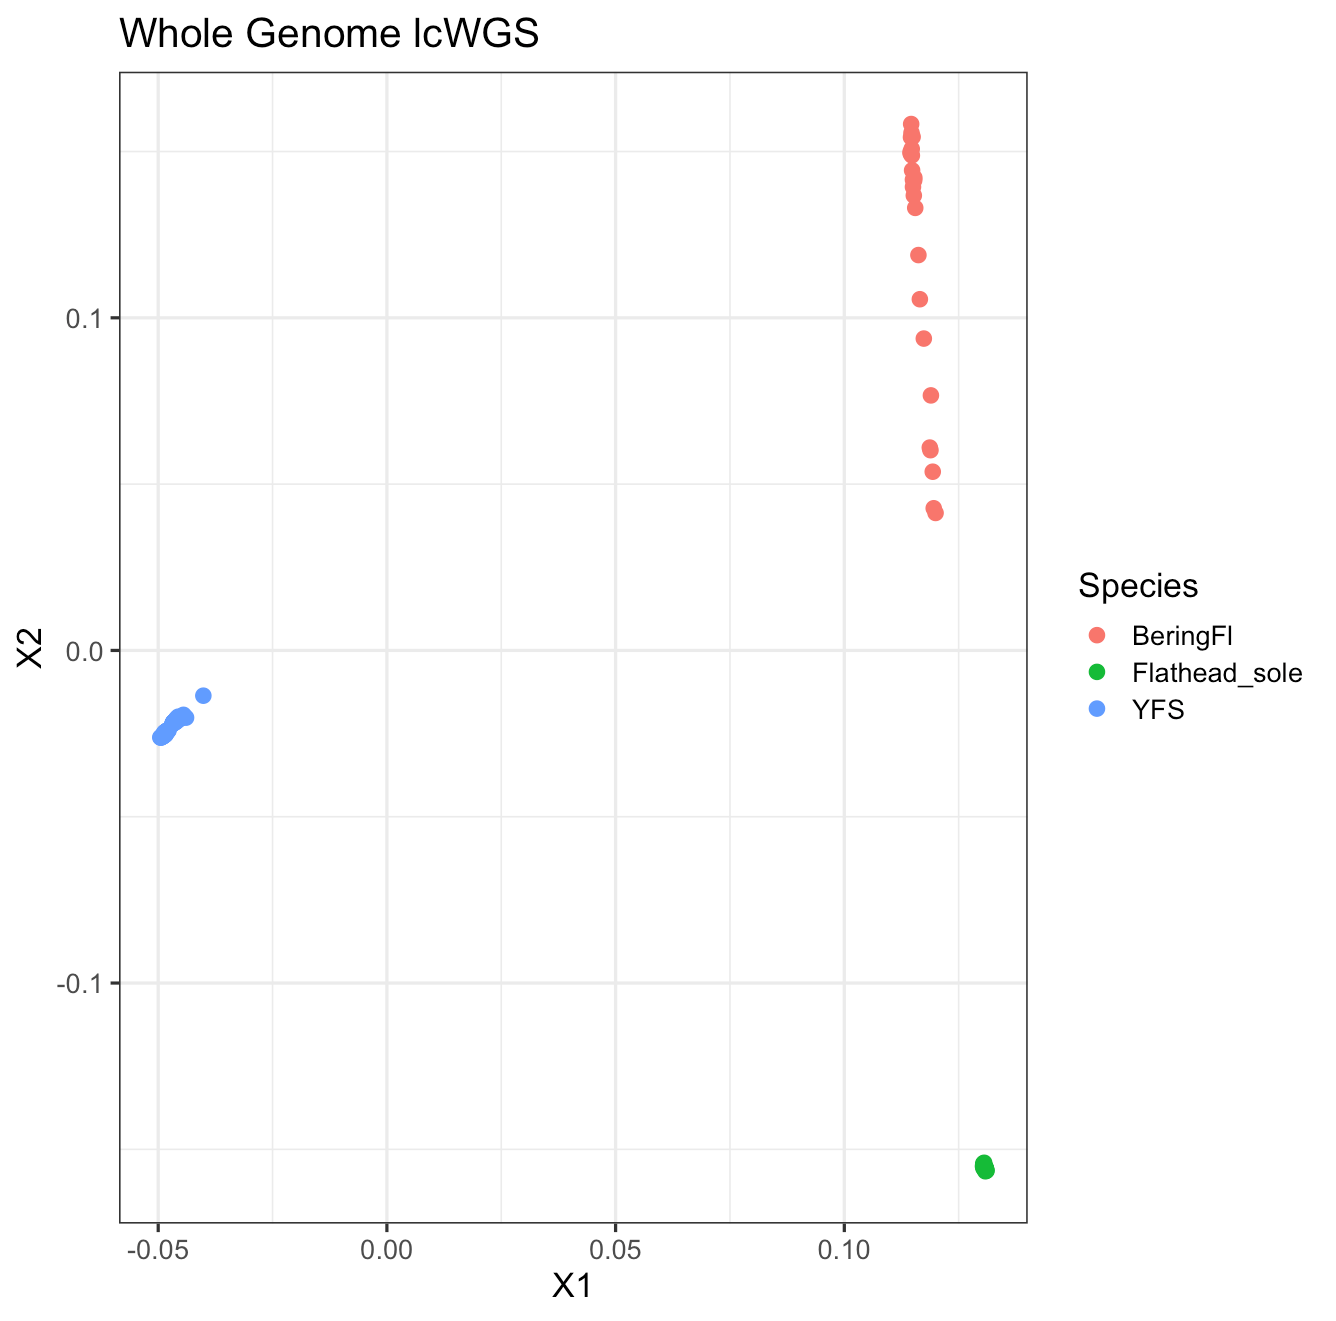 Whole Genome lcWGS
X2
0.1
0.0
-0.1
-0.05
0.00
0.05
0.10
X1
Species
BeringFl
Flathead_sole
YFS